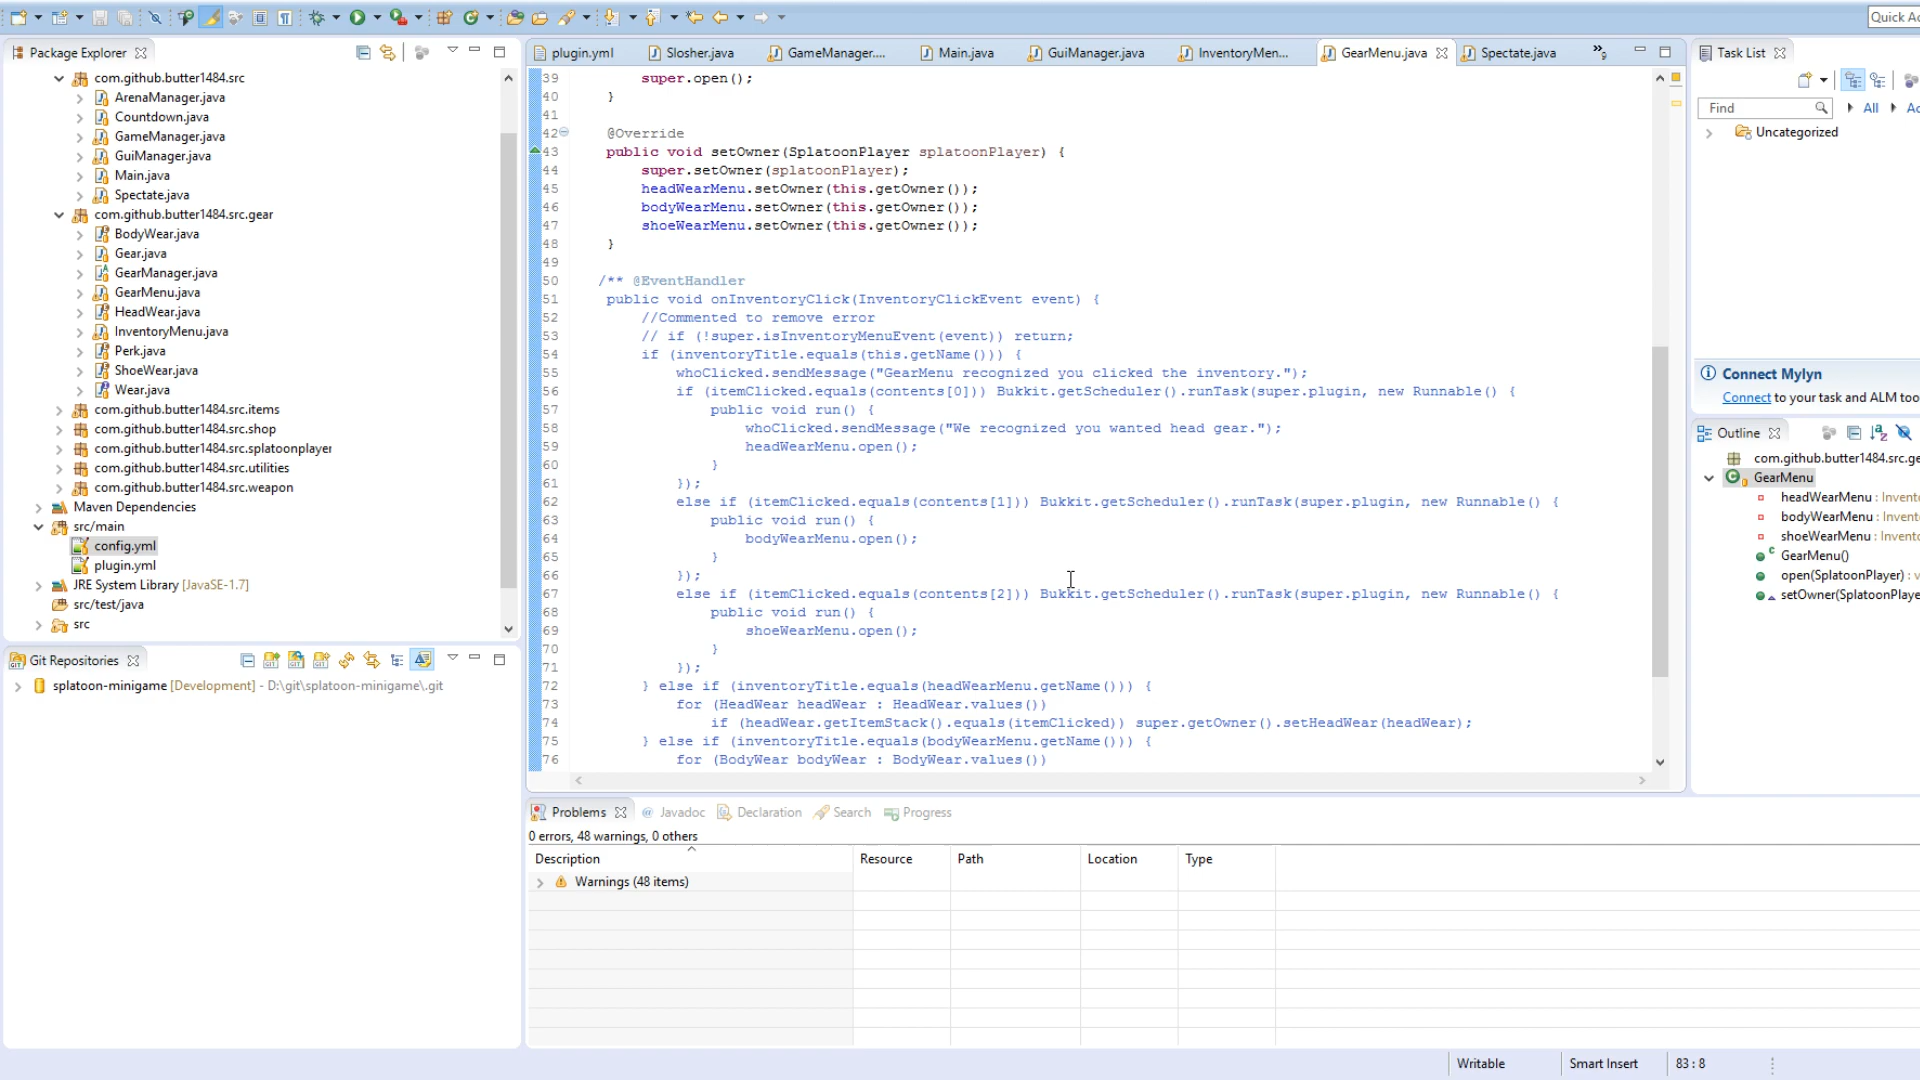 Quick Ac
Package Explorer
com.github.butter1484.src
ArenaManager.java
Countdown.java
GameManager.java
GuiManager.java
Main.java
Spectate.java
com.github.butter1484.src.gear
BodyWear.java
Gear.java
GearManager.java
GearMenu.java
HeadWear.java
InventoryMenu.java
Perk.java
ShoeWear.java
Wear.java
com.github.butter1484.src.items
com.github.butter1484.src.shop
com.github.butter1484.src.splatoonplayer
com.github.butter1484.src.utilities
com.github.butter1484.src.weapon
Maven Dependencies
src/main
config.yml
plugin.yml
JRE System Library [JavaSE-1.7]
src/test/java
src
Git Repositories
splatoon-minigame [Development] - D:\git\splatoon-minigame\.git
plugin.yml Slosher.java GameManager.... Main.java GuiManager.java InventoryMen... GearMenu.java Spectate.java »9
39 super.open();
40 }
41
42 @Override
43 public void setOwner(SplatoonPlayer splatoonPlayer) {
44 super.setOwner(splatoonPlayer);
45 headWearMenu.setOwner(this.getOwner());
46 bodyWearMenu.setOwner(this.getOwner());
47 shoeWearMenu.setOwner(this.getOwner());
48 }
49
50 /** @EventHandler
51 public void onInventoryClick(InventoryClickEvent event) {
52 //Commented to remove error
53 // if (!super.isInventoryMenuEvent(event)) return;
54 if (inventoryTitle.equals(this.getName())) {
55 whoClicked.sendMessage("GearMenu recognized you clicked the inventory.");
56 if (itemClicked.equals(contents[0])) Bukkit.getScheduler().runTask(super.plugin, new Runnable() {
57 public void run() {
58 whoClicked.sendMessage("We recognized you wanted head gear.");
59 headWearMenu.open();
60 }
61 });
62 else if (itemClicked.equals(contents[1])) Bukkit.getScheduler().runTask(super.plugin, new Runnable() {
63 public void run() {
64 bodyWearMenu.open();
65 }
66 });
67 else if (itemClicked.equals(contents[2])) Bukkit.getScheduler().runTask(super.plugin, new Runnable() {
68 public void run() {
69 shoeWearMenu.open();
70 }
71 });
72 } else if (inventoryTitle.equals(headWearMenu.getName())) {
73 for (HeadWear headWear : HeadWear.values())
74 if (headWear.getItemStack().equals(itemClicked)) super.getOwner().setHeadWear(headWear);
75 } else if (inventoryTitle.equals(bodyWearMenu.getName())) {
76 for (BodyWear bodyWear : BodyWear.values())
Problems Javadoc Declaration Search Progress
0 errors, 48 warnings, 0 others
Description Resource Path Location Type
Warnings (48 items)
Task List
Find All Ac
Uncategorized
Connect Mylyn
Connect to your task and ALM too
Outline
com.github.butter1484.src.ge
GearMenu
headWearMenu : Invento
bodyWearMenu : Invent
shoeWearMenu : Invento
GearMenu()
open(SplatoonPlayer) : v
setOwner(SplatoonPlaye
Writable Smart Insert 83 : 8